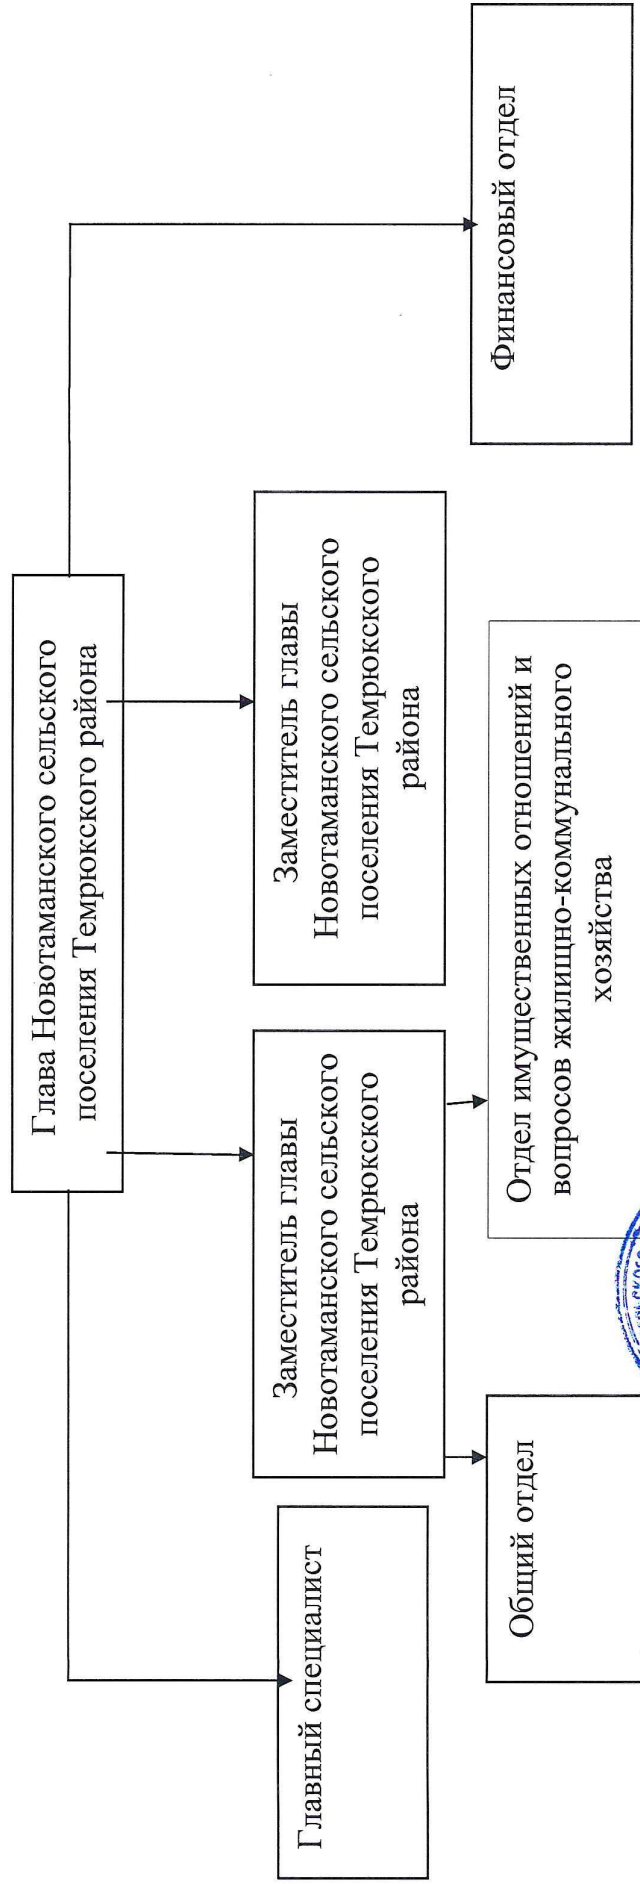 Глава Новотаманского сельского
поселения Темрюкского района
Главный специалист
Заместитель главы
Новотаманского сельского
поселения Темрюкского
района
Заместитель главы
Новотаманского сельского
поселения Темрюкского
района
Финансовый отдел
Общий отдел
Отдел имущественных отношений и
вопросов жилищно-коммунального
хозяйства